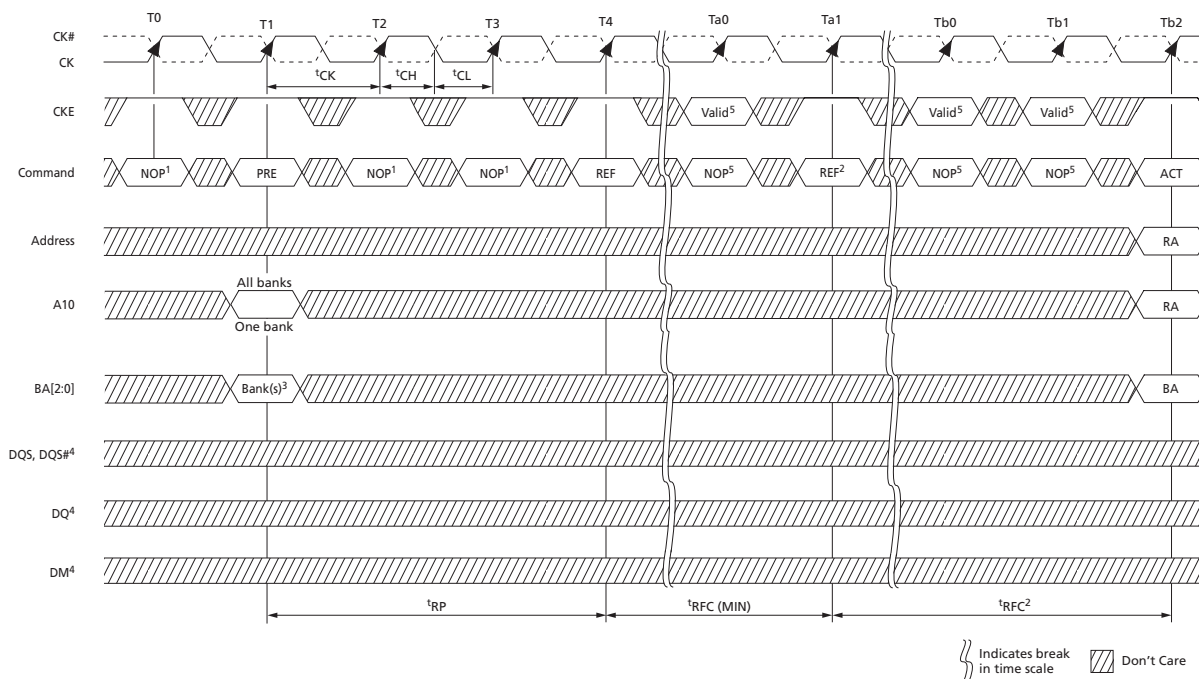 T0 T1 T2 T3 T4 Ta0 Ta1 Tb0 Tb1 Tb2
CK#
CK
tCK tCH tCL
CKE Valid5 Valid5 Valid5
Command NOP1 PRE NOP1 NOP1 REF NOP5 REF2 NOP5 NOP5 ACT
Address RA
All banks
A10 RA
One bank
BA[2:0] Bank(s)3 BA
DQS, DQS#4
DQ4
DM4
tRP tRFC (MIN) tRFC2
Indicates break
in time scale
Don't Care